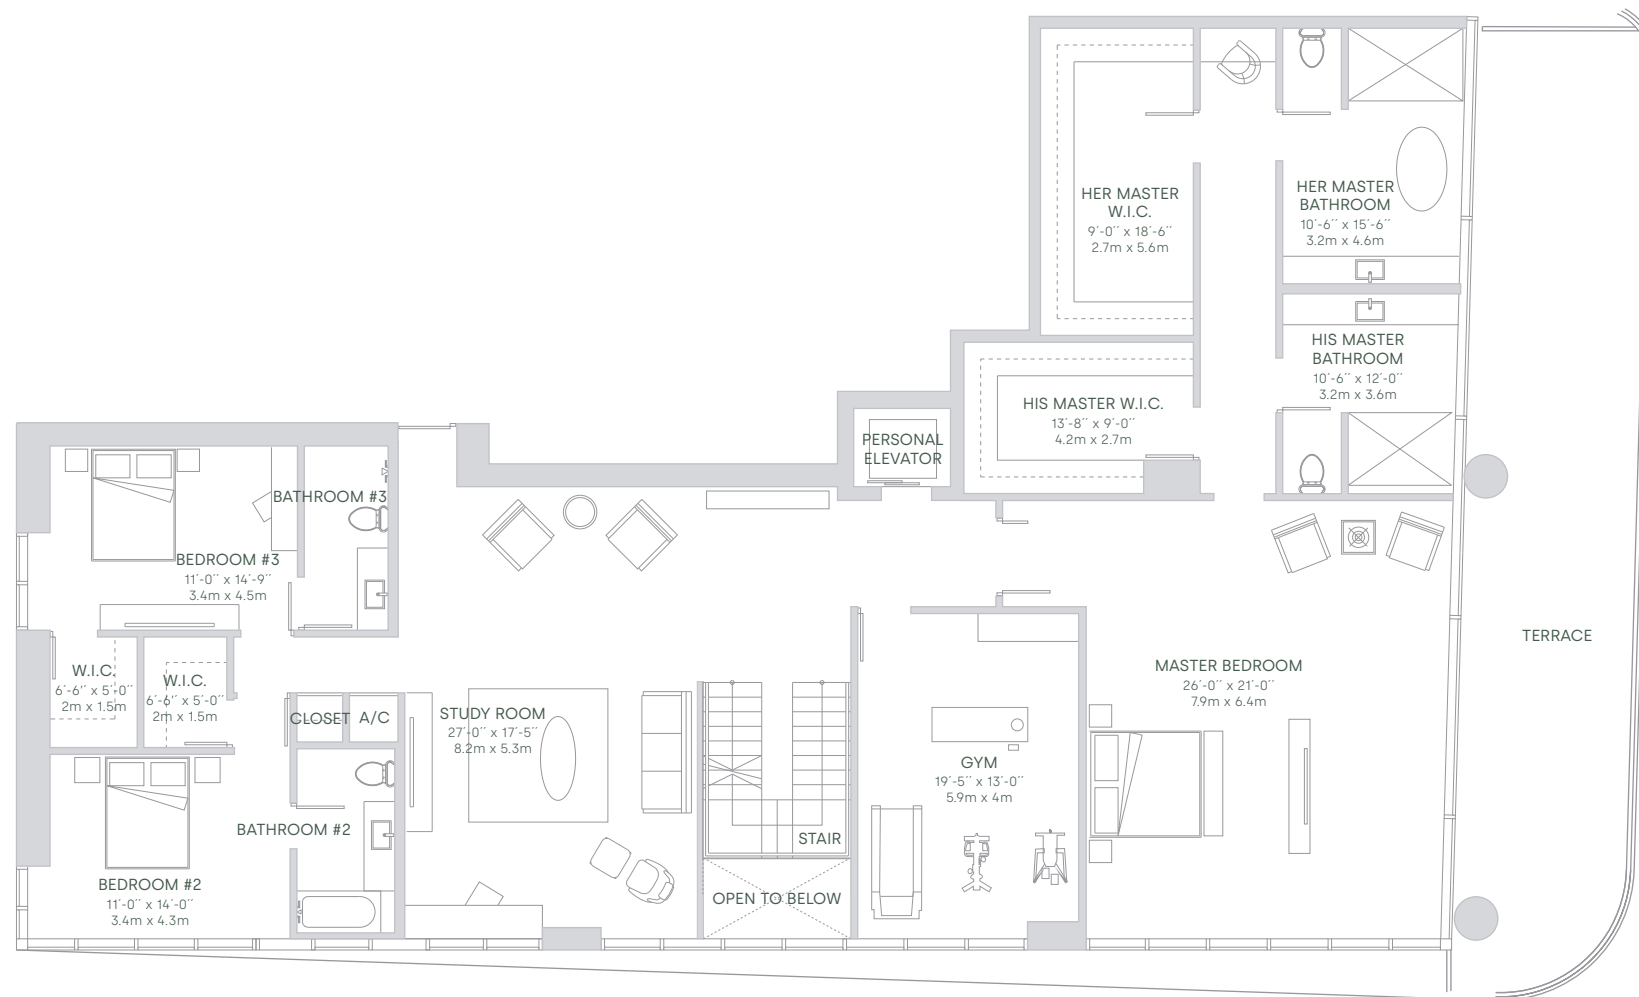 HER MASTER
W.I.C.
9´-0´´ x 18´-6´´
2.7m x 5.6m
HER MASTER
BATHROOM
10´-6´´ x 15´-6´´
3.2m x 4.6m
HIS MASTER
BATHROOM
10´-6´´ x 12´-0´´
3.2m x 3.6m
HIS MASTER W.I.C.
13´-8´´ x 9´-0´´
4.2m x 2.7m
PERSONAL
ELEVATOR
BATHROOM #3
BEDROOM #3
11´-0´´ x 14´-9´´
3.4m x 4.5m
TERRACE
MASTER BEDROOM
26´-0´´ x 21´-0´´
7.9m x 6.4m
W.I.C.
6´-6´´ x 5´-0´´
2m x 1.5m
W.I.C.
6´-6´´ x 5´-0´´
2m x 1.5m
CLOSET
A/C
STUDY ROOM
27´-0´´ x 17´-5´´
8.2m x 5.3m
GYM
19´-5´´ x 13´-0´´
5.9m x 4m
BATHROOM #2
STAIR
BEDROOM #2
11´-0´´ x 14´-0´´
3.4m x 4.3m
OPEN TO BELOW